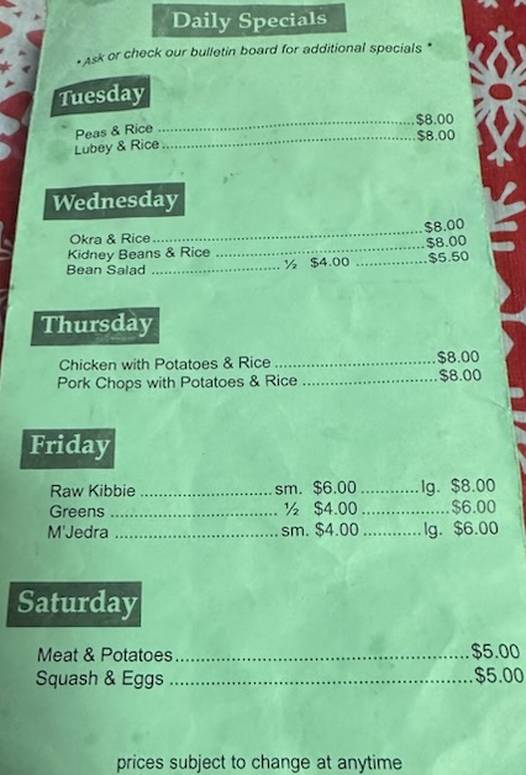 Daily Specials
* Ask or check our bulletin board for additional specials *
Tuesday
Peas & Rice ........................................................ $8.00
Lubey & Rice ...................................................... $8.00
Wednesday
Okra & Rice ........................................................ $8.00
Kidney Beans & Rice ........................................... $8.00
Bean Salad ............................ ½ $4.00 ............... $5.50
Thursday
Chicken with Potatoes & Rice ................................. $8.00
Pork Chops with Potatoes & Rice ........................... $8.00
Friday
Raw Kibbie ......................... sm. $6.00 ........... lg. $8.00
Greens ................................ ½ $4.00 ................. $6.00
M'Jedra ............................... sm. $4.00 ........... lg. $6.00
Saturday
Meat & Potatoes .................................................. $5.00
Squash & Eggs .................................................... $5.00
prices subject to change at anytime